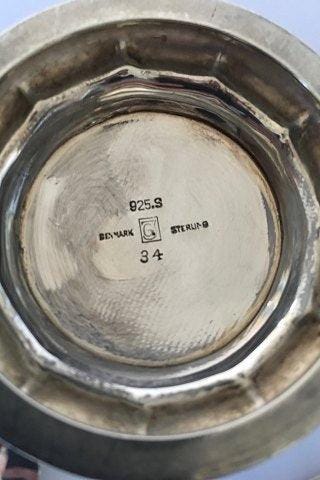 925.S
DENMARK G STERLING
34